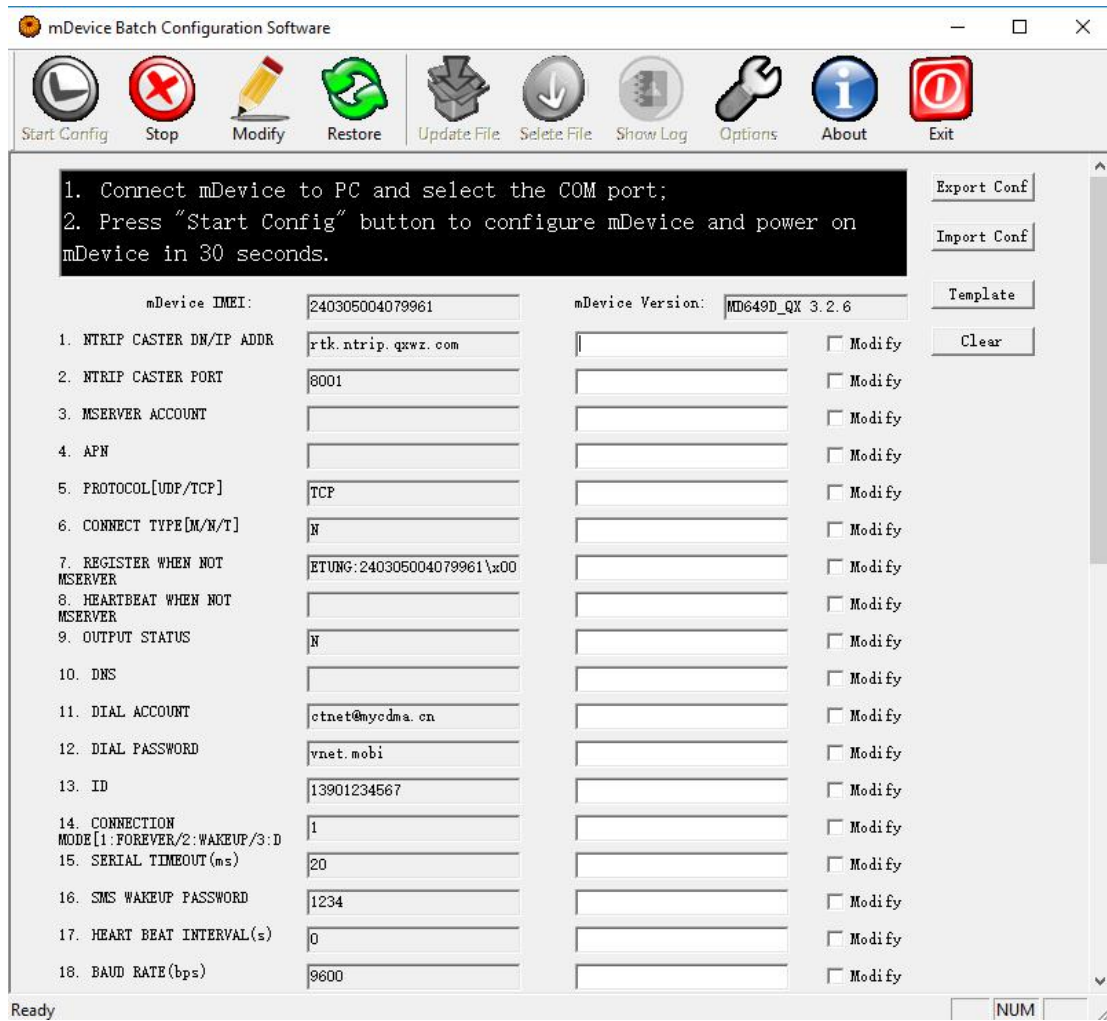 mDevice Batch Configuration Software
Start Config Stop Modify Restore Update File Selete File Show Log Options About Exit
1. Connect mDevice to PC and select the COM port;
2. Press "Start Config" button to configure mDevice and power on
mDevice in 30 seconds.
Export Conf
Import Conf
Template
Clear
mDevice IMEI: 240305004079961 mDevice Version: MD649D_QX 3.2.6
1. NTRIP CASTER DN/IP ADDR rtk.ntrip.qxwz.com Modify
2. NTRIP CASTER PORT 8001 Modify
3. MSERVER ACCOUNT Modify
4. APN Modify
5. PROTOCOL[UDP/TCP] TCP Modify
6. CONNECT TYPE[M/N/T] N Modify
7. REGISTER WHEN NOT
MSERVER ETUNG:240305004079961\x00 Modify
8. HEARTBEAT WHEN NOT
MSERVER Modify
9. OUTPUT STATUS N Modify
10. DNS Modify
11. DIAL ACCOUNT ctnet@mycdma.cn Modify
12. DIAL PASSWORD vnet.mobi Modify
13. ID 13901234567 Modify
14. CONNECTION
MODE[1:FOREVER/2:WAKEUP/3:D 1 Modify
15. SERIAL TIMEOUT(ms) 20 Modify
16. SMS WAKEUP PASSWORD 1234 Modify
17. HEART BEAT INTERVAL(s) 0 Modify
18. BAUD RATE(bps) 9600 Modify
Ready NUM